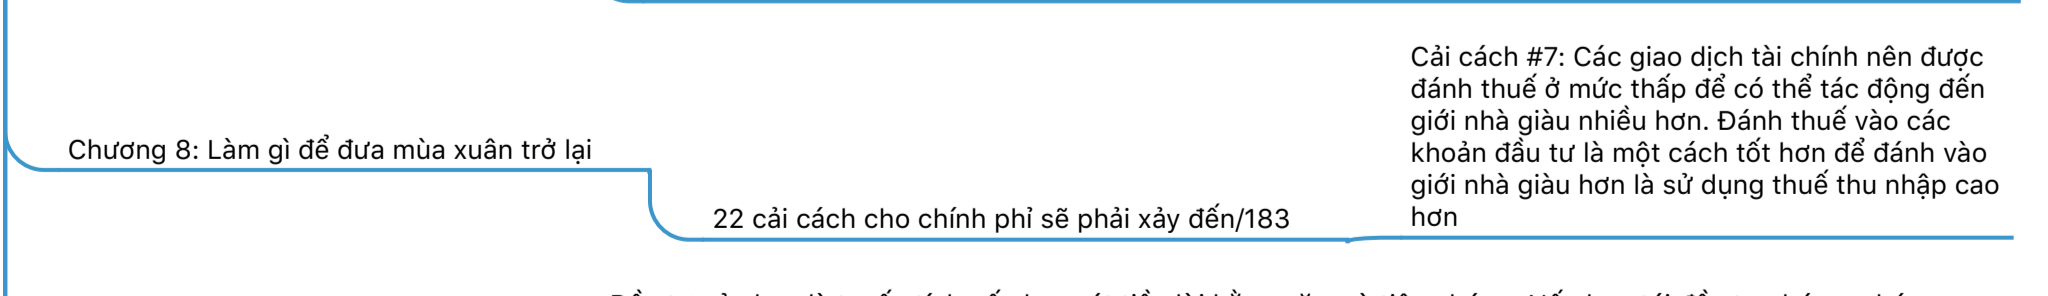 Cải cách #7: Các giao dịch tài chính nên được
đánh thuế ở mức thấp để có thể tác động đến
giới nhà giàu nhiều hơn. Đánh thuế vào các
khoản đầu tư là một cách tốt hơn để đánh vào
giới nhà giàu hơn là sử dụng thuế thu nhập cao
hơn
Chương 8: Làm gì để đưa mùa xuân trở lại
22 cải cách cho chính phỉ sẽ phải xảy đến/183